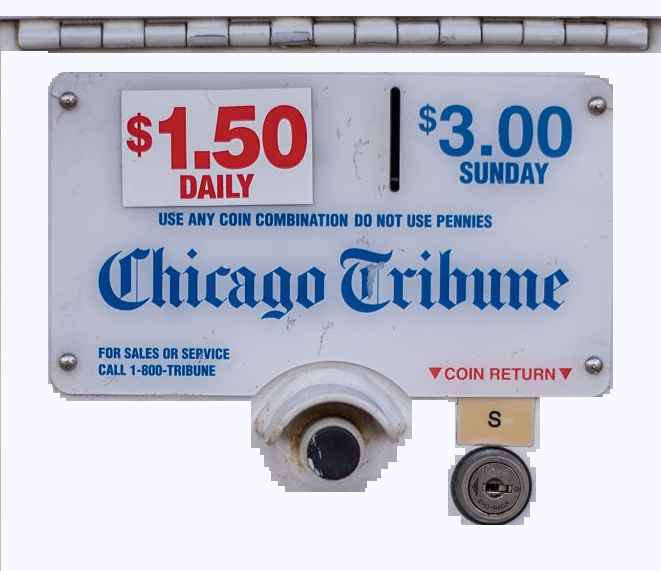 $1.50
DAILY
$3.00
SUNDAY
USE ANY COIN COMBINATION DO NOT USE PENNIES
Chicago Tribune
FOR SALES OR SERVICE
CALL 1-800-TRIBUNE
▼COIN RETURN▼
S